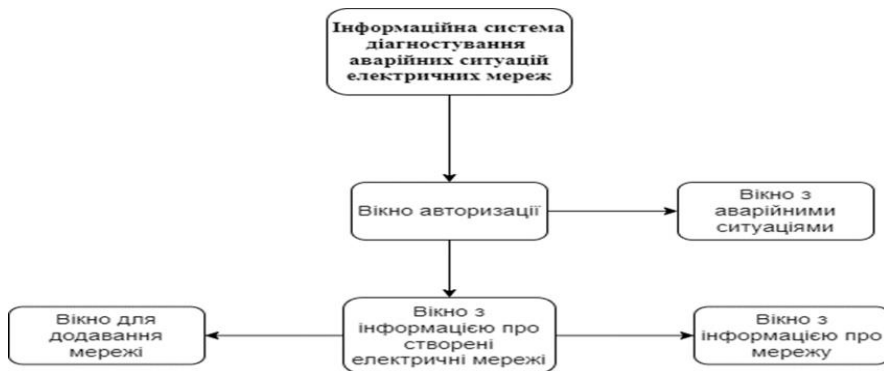 Інформаційна система
діагностування
аварійних ситуацій
електричних мереж
Вікно авторизації
Вікно з
аварійними
ситуаціями
Вікно для
додавання
мережі
Вікно з
інформацією про
створені
електричні мережі
Вікно з
інформацією про
мережу